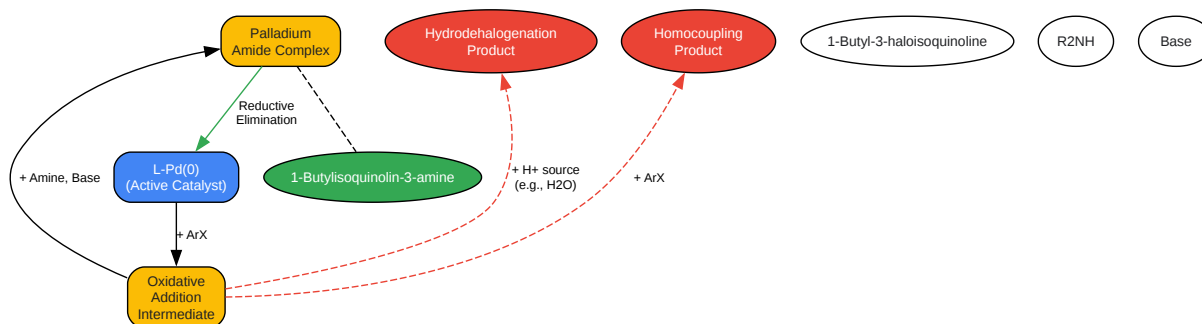 Palladium
Amide Complex
Hydrodehalogenation
Product
Homocoupling
Product
1-Butyl-3-haloisoquinoline
R2NH
Base
Reductive
Elimination
+ Amine, Base
L-Pd(0)
(Active Catalyst)
1-Butylisoquinolin-3-amine
+ H+ source
(e.g., H2O)
+ ArX
+ ArX
Oxidative
Addition
Intermediate